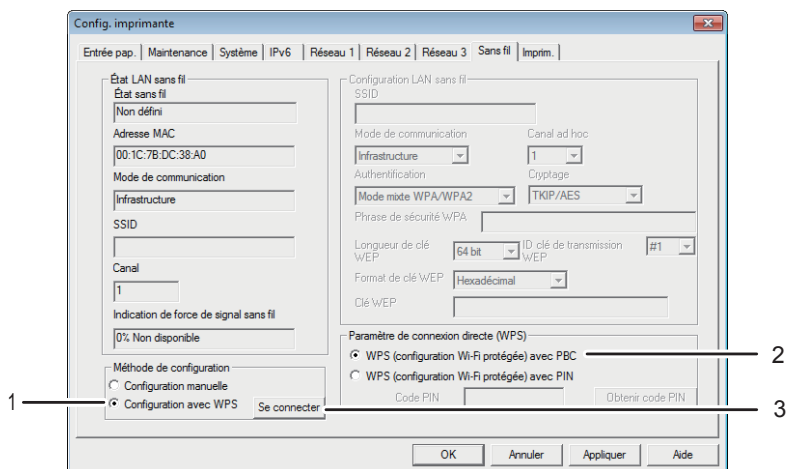 Config. imprimante
Entrée pap. Maintenance Système IPv6 Réseau 1 Réseau 2 Réseau 3 Sans fil Imprim.
État LAN sans fil
État sans fil
Non défini
Adresse MAC
00:1C:7B:DC:38:A0
Mode de communication
Infrastructure
SSID
Canal
1
Indication de force de signal sans fil
0% Non disponible
Méthode de configuration
Configuration manuelle
1
Configuration avec WPS
Se connecter
3
Configuration LAN sans fil
SSID
Mode de communication Canal ad hoc
Infrastructure 1
Authentification Cryptage
Mode mixte WPA/WPA2 TKIP/AES
Phrase de sécurité WPA
Longueur de clé WEP 64 bit ID clé de transmission WEP #1
Format de clé WEP Hexadécimal
Clé WEP
Paramètre de connexion directe (WPS)
WPS (configuration Wi-Fi protégée) avec PBC 2
WPS (configuration Wi-Fi protégée) avec PIN
Code PIN Obtenir code PIN
OK Annuler Appliquer Aide